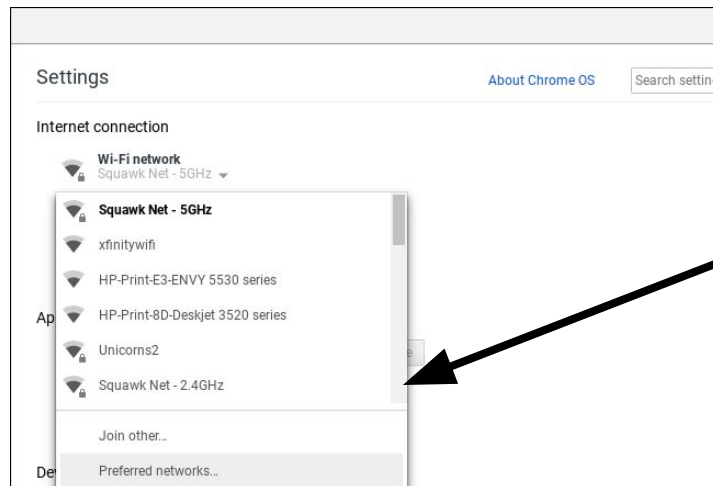 Settings
About Chrome OS
Search settin
Internet connection
Wi-Fi network
Squawk Net - 5GHz
Squawk Net - 5GHz
xfinitywifi
HP-Print-E3-ENVY 5530 series
HP-Print-8D-Deskjet 3520 series
Ap
Unicorns2
e
Squawk Net - 2.4GHz
Join other...
De
Preferred networks...